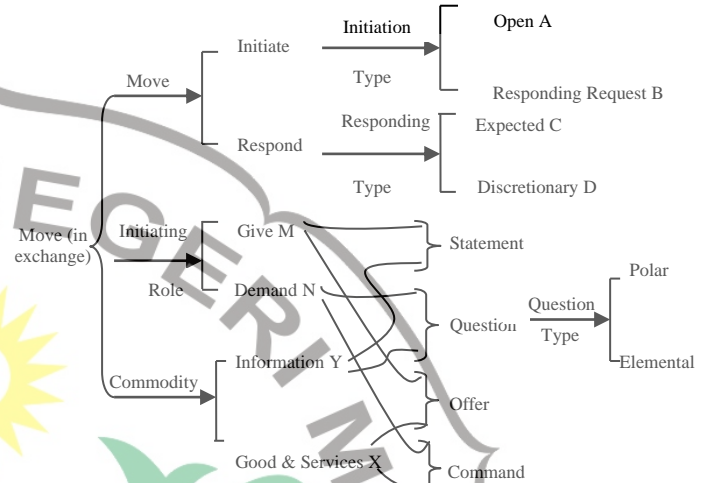 Initiation
Open A
Initiate
Type
Move
Responding Request B
Responding
Expected C
Respond
Type
Discretionary D
EGERI M
Move (in
exchange)
Initiating
Give M
Statement
Role
Demand N
Polar
Question
Question
Type
Information Y
Elemental
Commodity
Offer
Good & Services X
Command